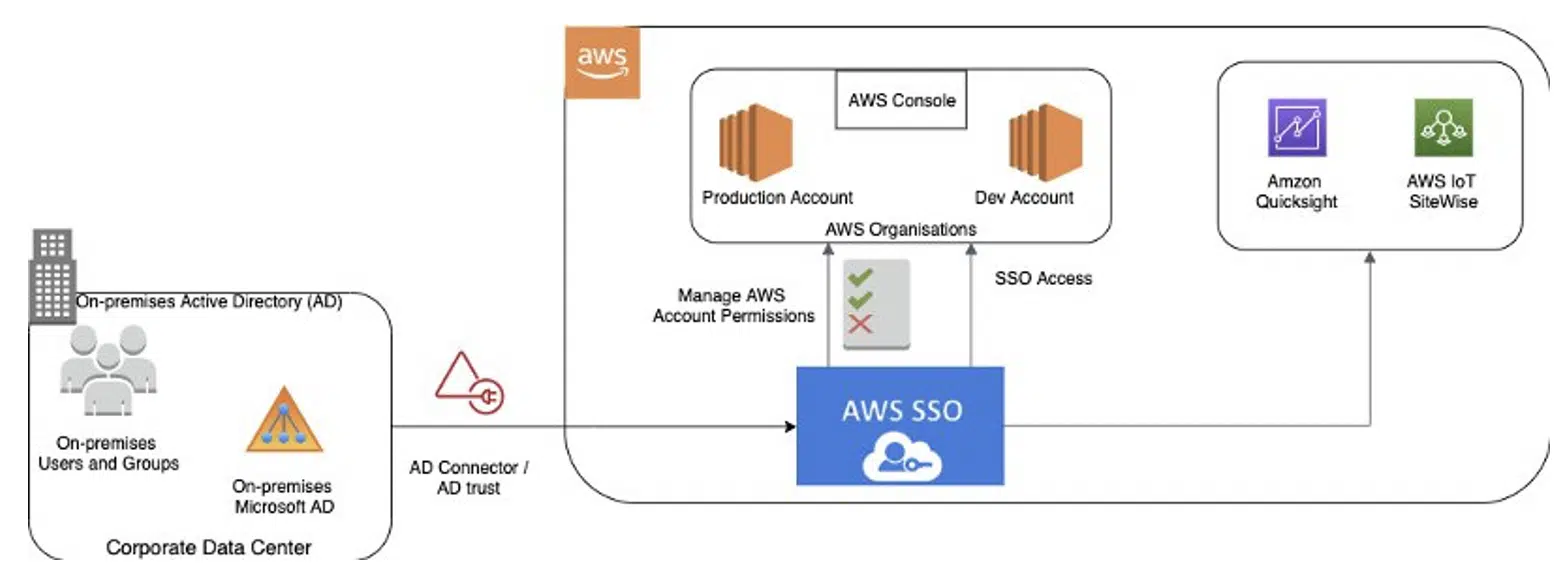 aws
AWS Console
Production Account
Dev Account
AWS Organisations
Amzon
Quicksight
AWS IoT
SiteWise
Manage AWS
Account Permissions
SSO Access
On-premises Active Directory (AD)
On-premises
Users and Groups
On-premises
Microsoft AD
Corporate Data Center
AD Connector /
AD trust
AWS SSO